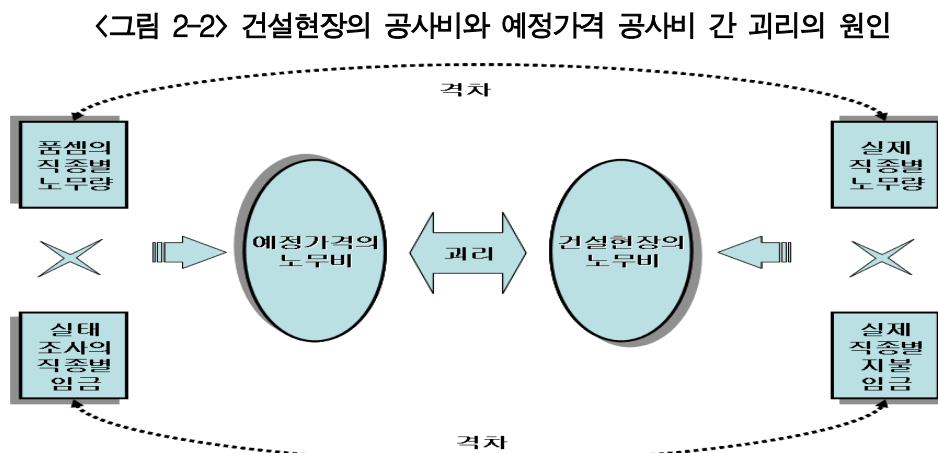 <그림 2-2> 건설현장의 공사비와 예정가격 공사비 간 괴리의 원인
격차
품셈의
직종별
노무량
실제
직종별
노무량
예정가격의
노무비
괴리
건설현장의
노무비
실태
조사의
직종별
임금
실제
직종별
지불
임금
격차